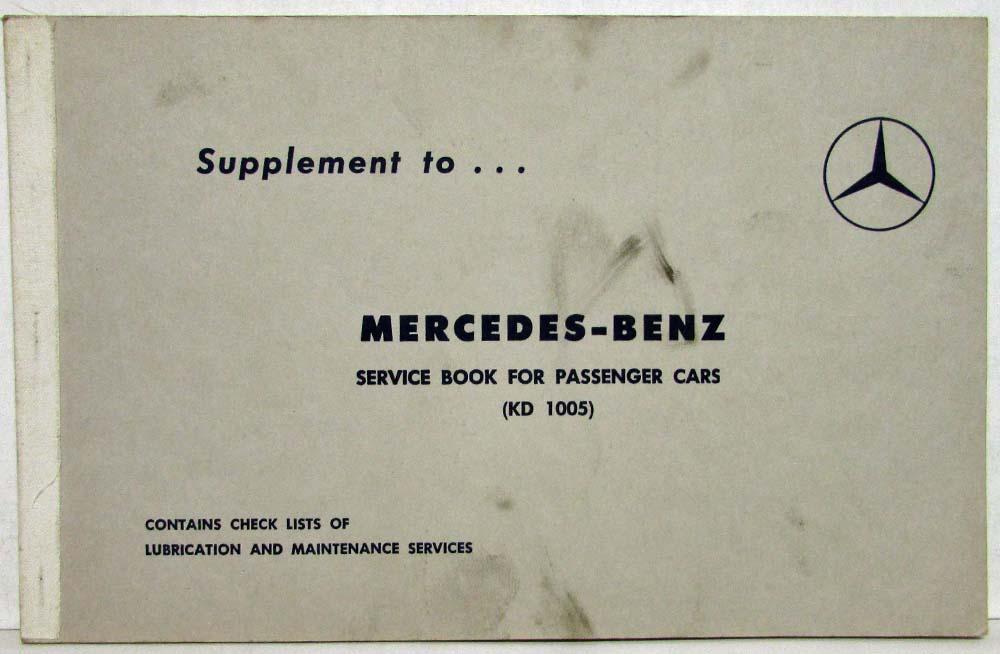 Supplement to . . .
MERCEDES-BENZ
SERVICE BOOK FOR PASSENGER CARS
(KD 1005)
CONTAINS CHECK LISTS OF
LUBRICATION AND MAINTENANCE SERVICES